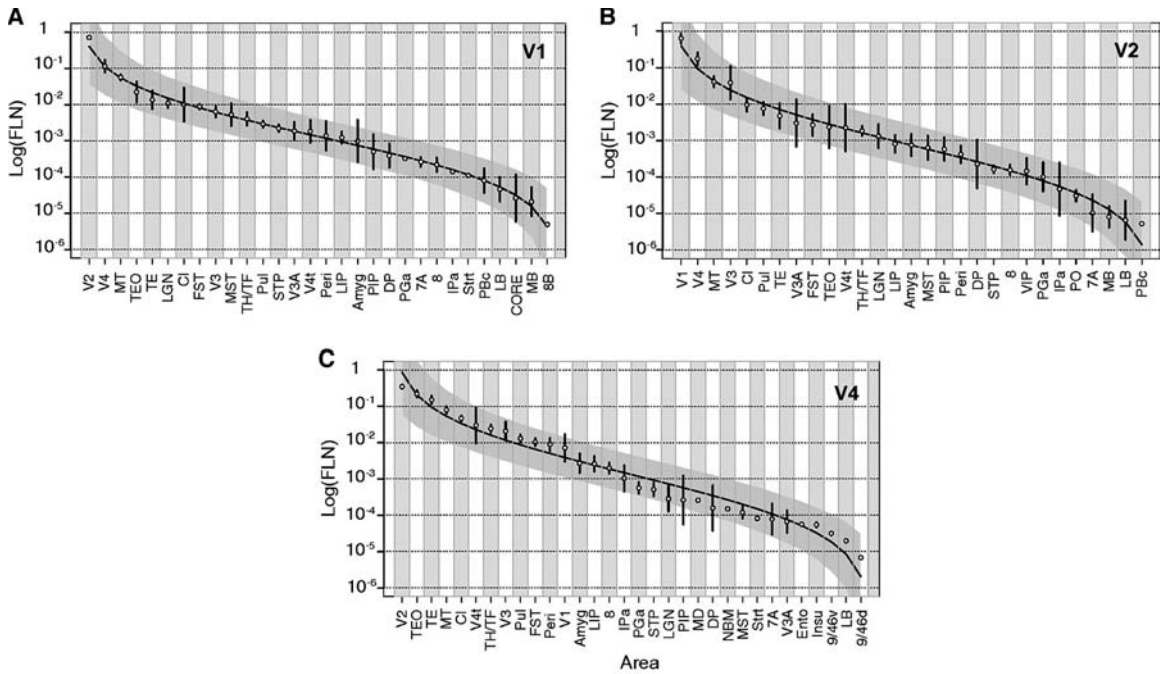 A
V1
Log(FLN)
1
10-1
10-2
10-3
10-4
10-5
10-6
V2 V4 MT TEO TE LGN Cl FST V3 MST TH/TF Pul STP V3A V4t Peri LIP Amyg PIP DP PGa 7A 8 IPa Strt PBc LB CORE MB 8B
B
V2
Log(FLN)
1
10-1
10-2
10-3
10-4
10-5
10-6
V1 V4 MT V3 Cl Pul TE V3A FST TEO V4t TH/TF LGN LIP Amyg MST PIP Peri DP STP 8 VIP PGa IPa PO 7A MB LB PBc
C
V4
Log(FLN)
1
10-1
10-2
10-3
10-4
10-5
10-6
V2 TEO TE MT Cl V4t TH/TF V3 Pul FST Peri V1 Amyg LIP 8 IPa PGa STP LGN PIP MD DP NBM MST Strt 7A V3A Ento Insu 9/46v LB 9/46d
Area